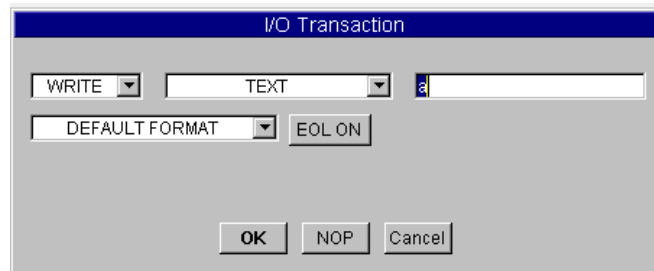 I/O Transaction
WRITE TEXT a
DEFAULT FORMAT EOL ON
OK NOP Cancel